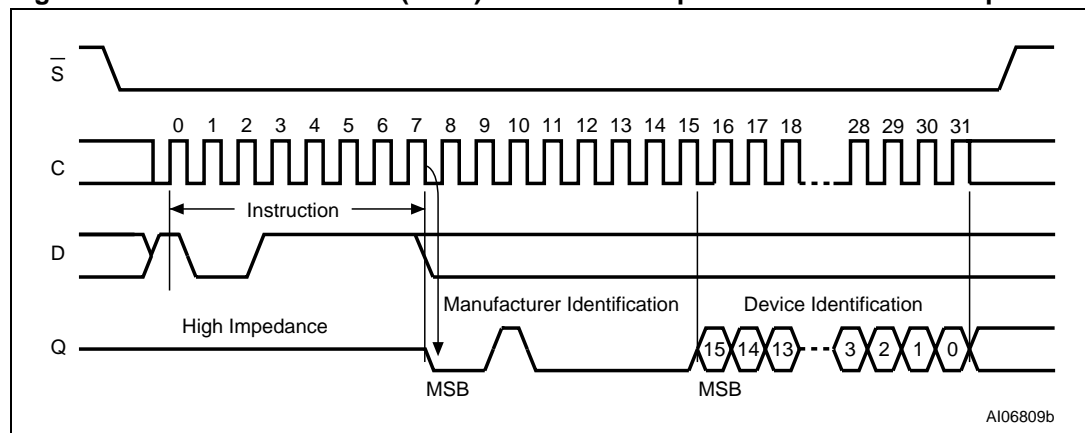 S̅
0 1 2 3 4 5 6 7 8 9 10 11 12 13 14 15 16 17 18 28 29 30 31
C
Instruction
D
Manufacturer Identification Device Identification
High Impedance
Q 15 14 13 3 2 1 0
MSB MSB
AI06809b